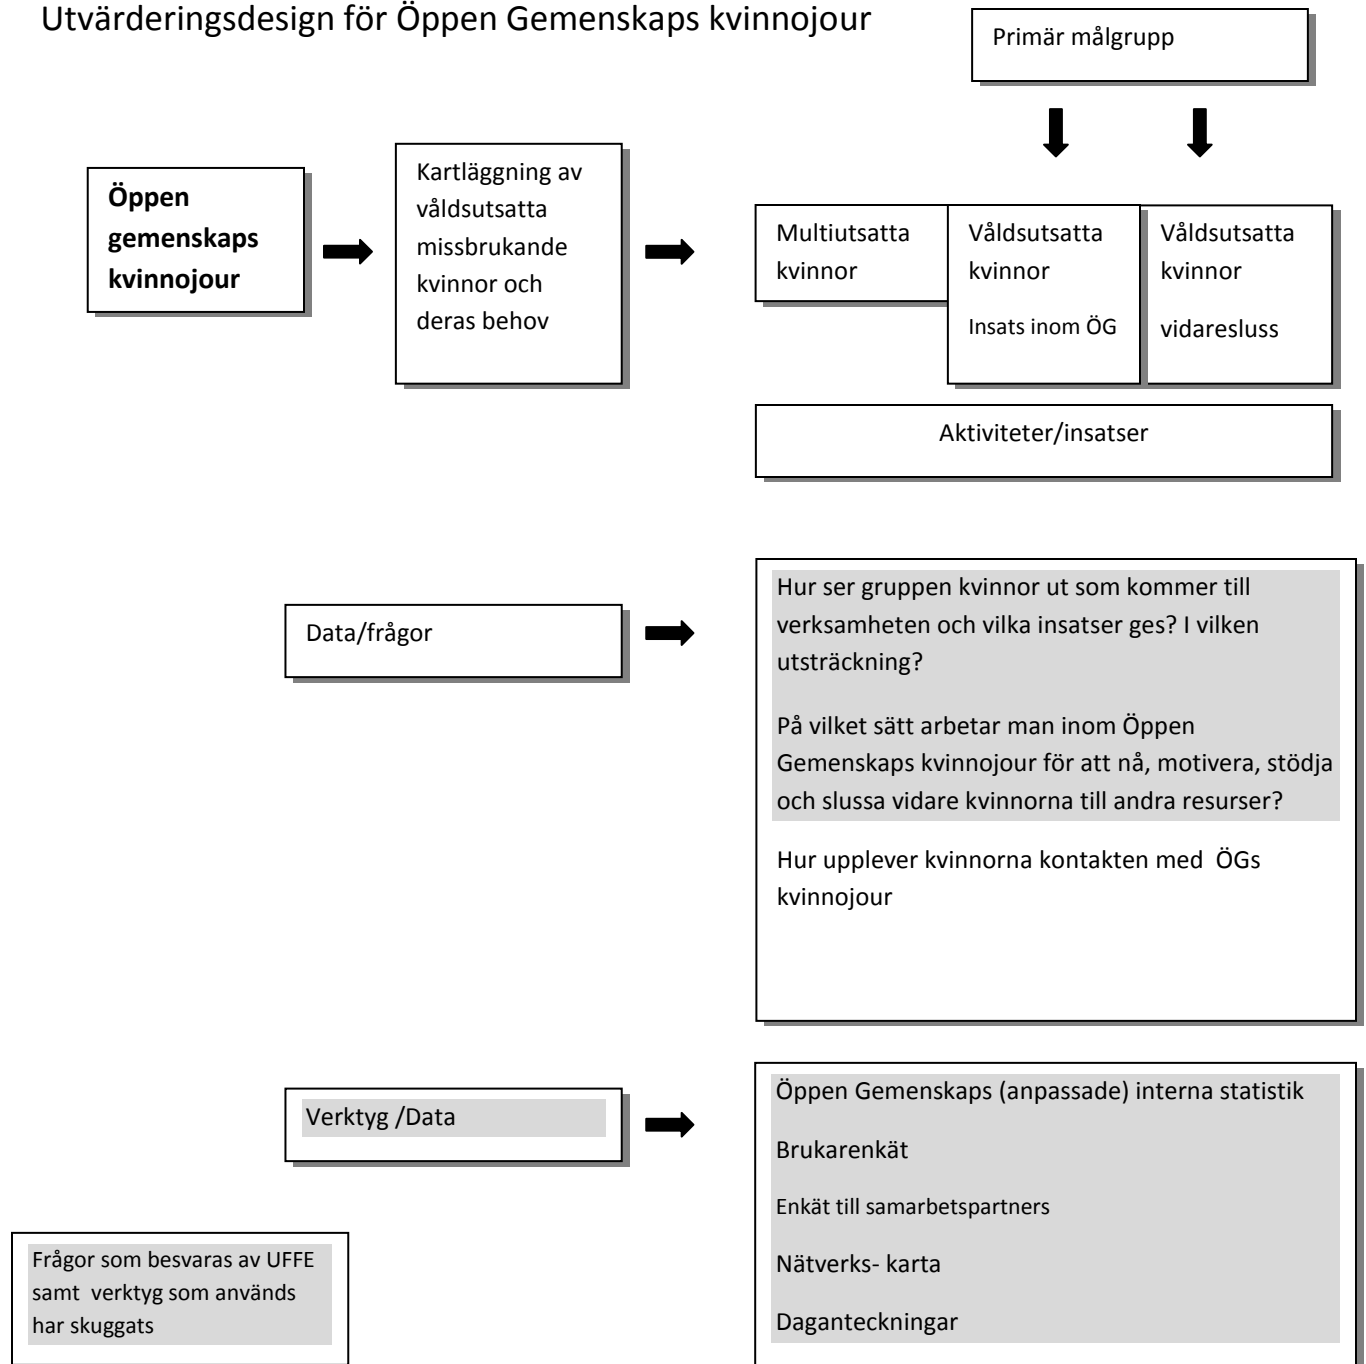 Utvärderingsdesign för Öppen Gemenskaps kvinnojour
Primär målgrupp
Öppen
gemenskaps
kvinnojour
Kartläggning av
våldsutsatta
missbrukande
kvinnor och
deras behov
Multiutsatta
kvinnor
Våldsutsatta
kvinnor
Insats inom ÖG
Våldsutsatta
kvinnor
vidaresluss
Aktiviteter/insatser
Data/frågor
Hur ser gruppen kvinnor ut som kommer till
verksamheten och vilka insatser ges? I vilken
utsträckning?
På vilket sätt arbetar man inom Öppen
Gemenskaps kvinnojour för att nå, motivera, stödja
och slussa vidare kvinnorna till andra resurser?
Hur upplever kvinnorna kontakten med  ÖGs
kvinnojour
Verktyg /Data
Öppen Gemenskaps (anpassade) interna statistik
Brukarenkät
Enkät till samarbetspartners
Nätverks- karta
Daganteckningar
Frågor som besvaras av UFFE
samt  verktyg som används
har skuggats